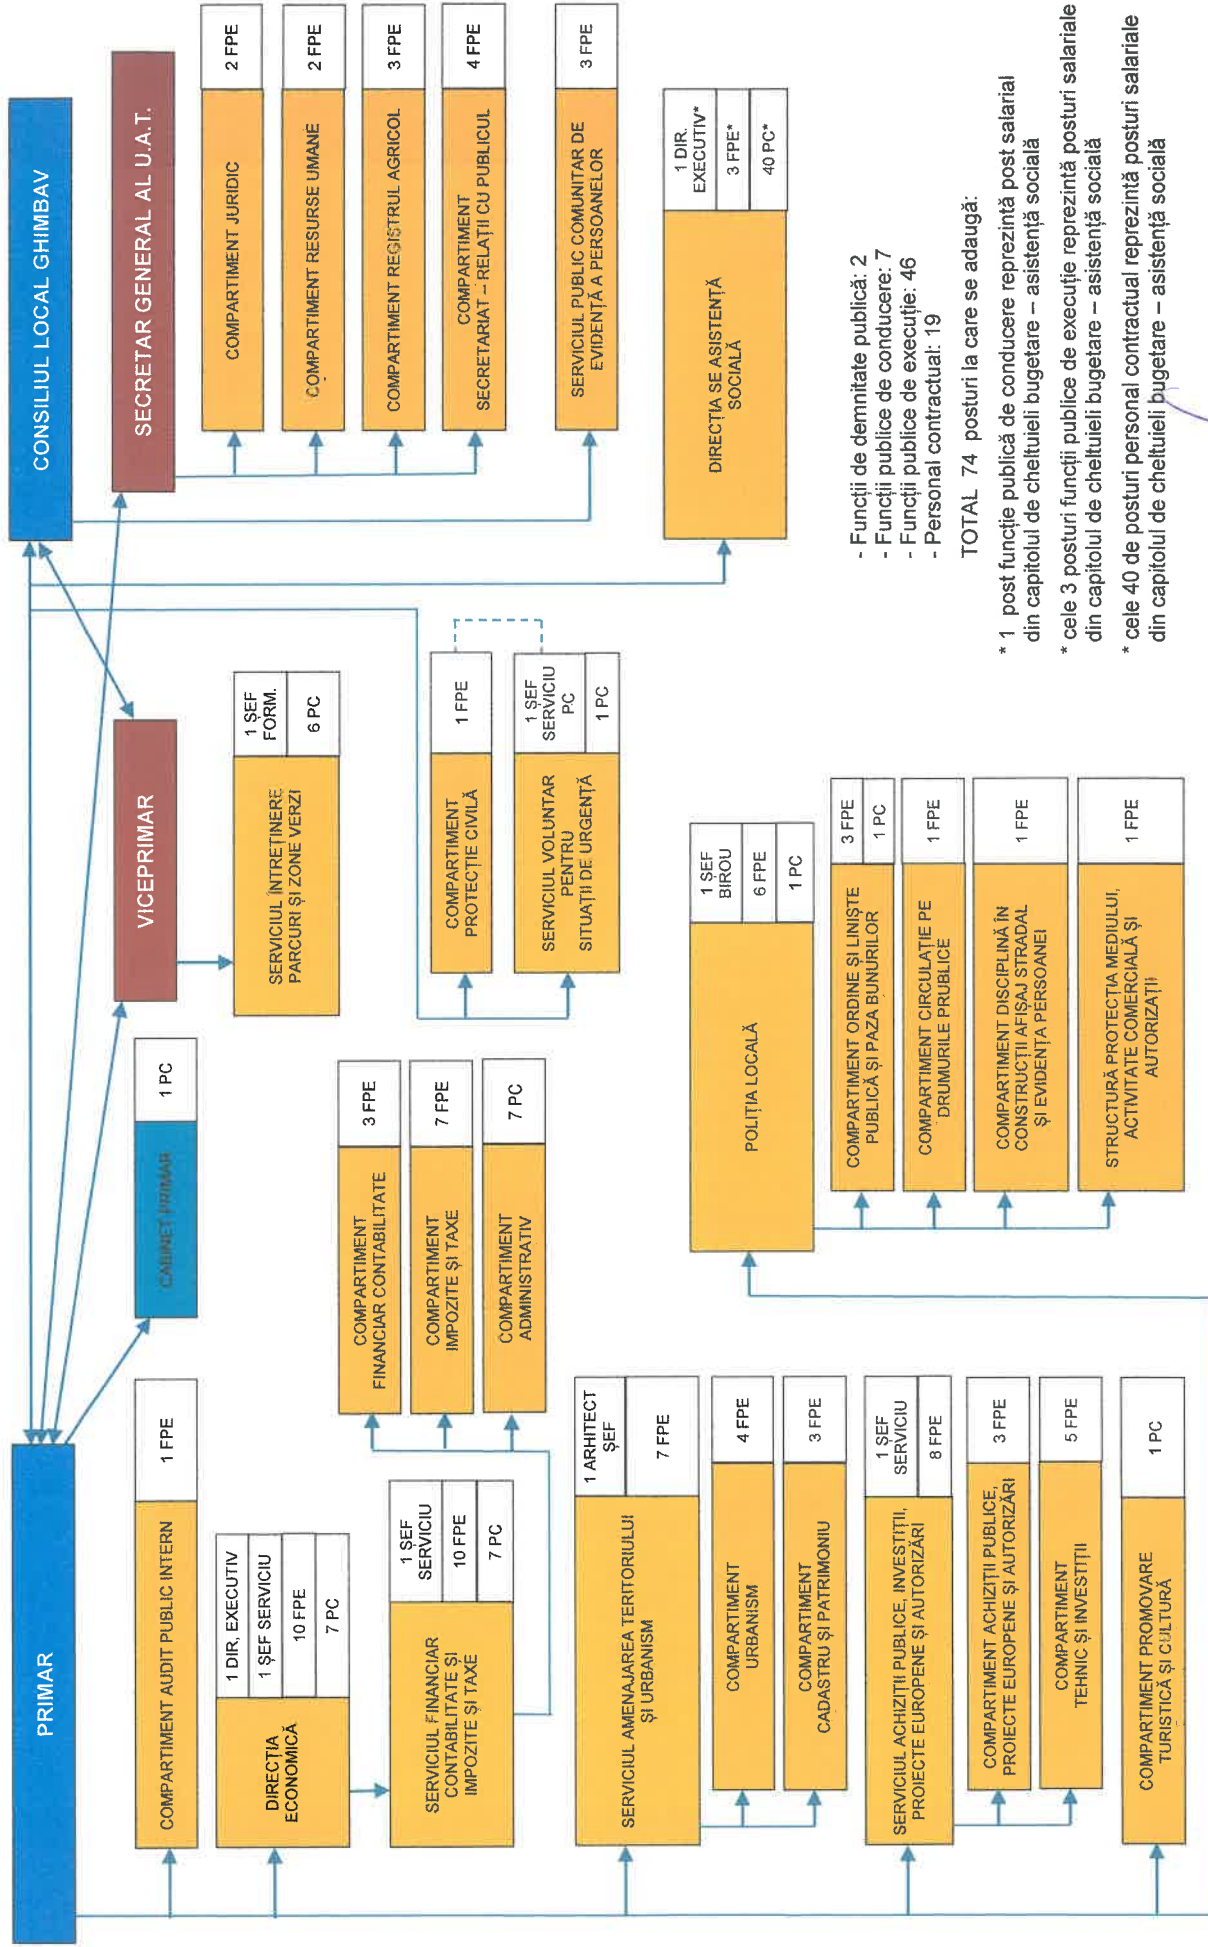 PRIMAR
CONSILIUL LOCAL GHIMBAV
CABINET PRIMAR
1 PC
VICEPRIMAR
SECRETAR GENERAL AL U.A.T.
COMPARTIMENT AUDIT PUBLIC INTERN
1 FPE
DIRECȚIA
ECONOMICĂ
1 DIR, EXECUTIV
1 ȘEF SERVICIU
10 FPE
7 PC
SERVICIUL FINANCIAR
CONTABILITATE ȘI
IMPOZITE ȘI TAXE
1 ȘEF
SERVICIU
10 FPE
7 PC
COMPARTIMENT
FINANCIAR CONTABILITATE
3 FPE
COMPARTIMENT
IMPOZITE ȘI TAXE
7 FPE
COMPARTIMENT
ADMINISTRATIV
7 PC
SERVICIUL AMENAJAREA TERITORIULUI
ȘI URBANISM
1 ARHITECT
ȘEF
7 FPE
COMPARTIMENT
URBANISM
4 FPE
COMPARTIMENT
CADASTRU ȘI PATRIMONIU
3 FPE
SERVICIUL ACHIZIȚII PUBLICE, INVESTIȚII,
PROIECTE EUROPENE ȘI AUTORIZĂRI
1 ȘEF
SERVICIU
8 FPE
COMPARTIMENT ACHIZIȚII PUBLICE,
PROIECTE EUROPENE ȘI AUTORIZĂRI
3 FPE
COMPARTIMENT
TEHNIC ȘI INVESTIȚII
5 FPE
COMPARTIMENT PROMOVARE
TURISTICĂ ȘI CULTURĂ
1 PC
SERVICIUL ÎNTREȚINERE
PARCURI ȘI ZONE VERZI
1 ȘEF
FORM.
6 PC
COMPARTIMENT
PROTECȚIE CIVILĂ
1 FPE
SERVICIUL VOLUNTAR
PENTRU
SITUAȚII DE URGENȚĂ
1 ȘEF
SERVICIU
PC
1 PC
POLIȚIA LOCALĂ
1 ȘEF
BIROU
6 FPE
1 PC
COMPARTIMENT ORDINE ȘI LINIȘTE
PUBLICĂ ȘI PAZA BUNURILOR
3 FPE
1 PC
COMPARTIMENT CIRCULAȚIE PE
DRUMURILE PRUBLICE
1 FPE
COMPARTIMENT DISCIPLINĂ ÎN
CONSTRUCȚII AFIȘAJ STRADAL
ȘI EVIDENȚA PERSOANEI
1 FPE
STRUCTURĂ PROTECȚIA MEDIULUI,
ACTIVITATE COMERCIALĂ ȘI
AUTORIZAȚII
1 FPE
COMPARTIMENT JURIDIC
2 FPE
COMPARTIMENT RESURSE UMANE
2 FPE
COMPARTIMENT REGISTRUL AGRICOL
3 FPE
COMPARTIMENT
SECRETARIAT – RELAȚII CU PUBLICUL
4 FPE
SERVICIUL PUBLIC COMUNITAR DE
EVIDENȚĂ A PERSOANELOR
3 FPE
DIRECȚIA SE ASISTENȚĂ
SOCIALĂ
1 DIR.
EXECUTIV*
3 FPE*
40 PC*
- Funcții de demnitate publică: 2
- Funcții publice de conducere: 7
- Funcții publice de execuție: 46
- Personal contractual: 19
TOTAL 74 posturi la care se adaugă:
* 1 post funcție publică de conducere reprezintă post salarial
din capitolul de cheltuieli bugetare – asistență socială
* cele 3 posturi funcții publice de execuție reprezintă posturi salariale
din capitolul de cheltuieli bugetare – asistență socială
* cele 40 de posturi personal contractual reprezintă posturi salariale
din capitolul de cheltuieli bugetare – asistență socială